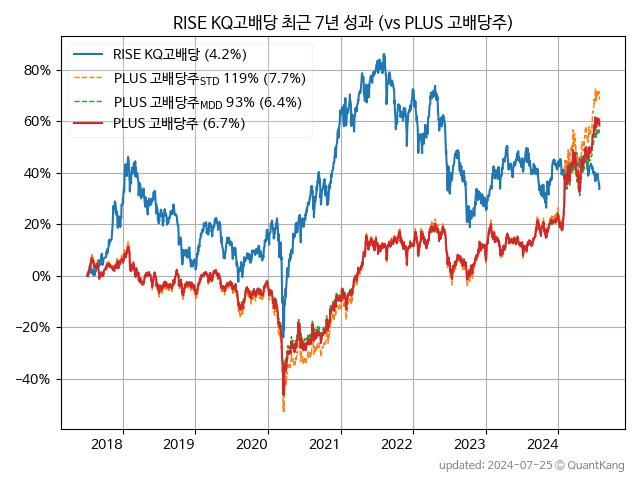 RISE KQ고배당 최근 7년 성과 (vs PLUS 고배당주)
RISE KQ고배당 (4.2%)
PLUS 고배당주STD 119% (7.7%)
PLUS 고배당주MDD 93% (6.4%)
PLUS 고배당주 (6.7%)
80%
60%
40%
20%
0%
−20%
−40%
2018 2019 2020 2021 2022 2023 2024
updated: 2024-07-25 © QuantKang